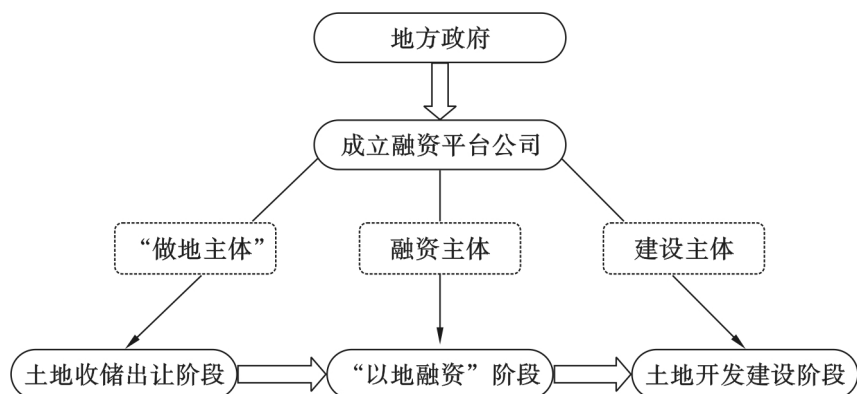 地方政府
成立融资平台公司
“做地主体”
融资主体
建设主体
土地收储出让阶段
“以地融资”阶段
土地开发建设阶段